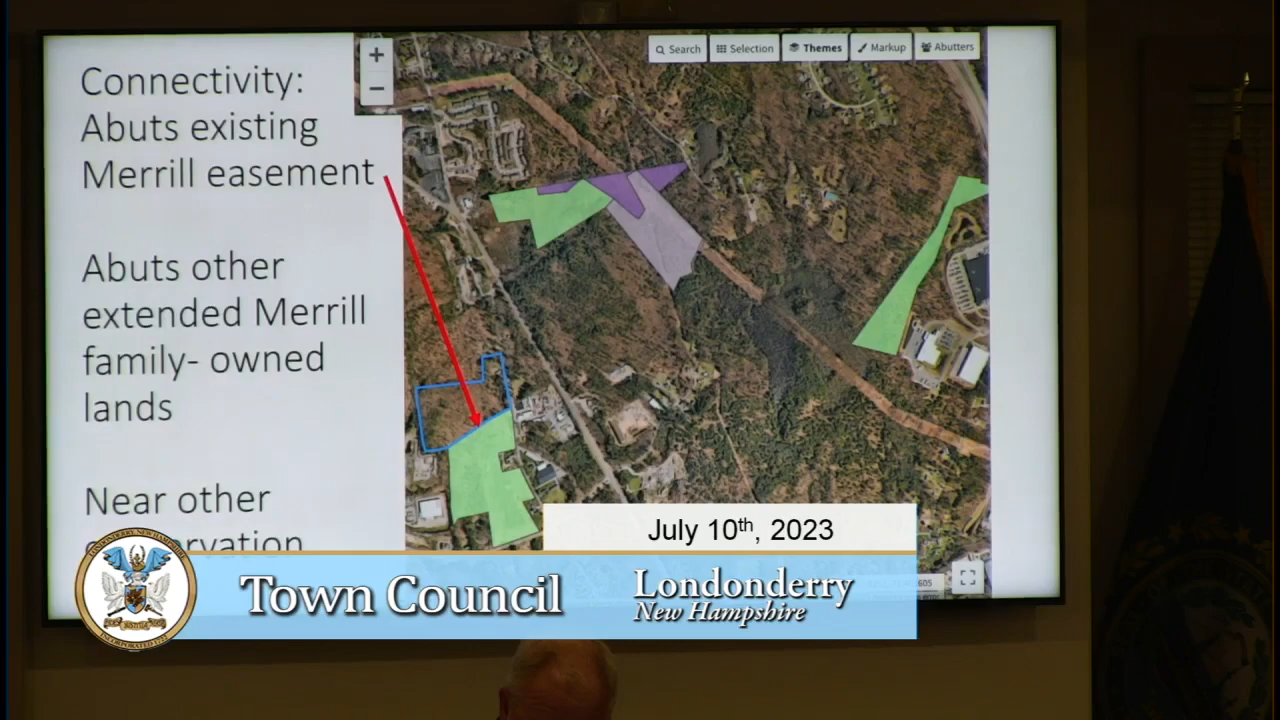 Connectivity:
Abuts existing
Merrill easement
Abuts other
extended Merrill
family- owned
lands
Near other
+
−
Search
Selection
Themes
Markup
Abutters
605
July 10th, 2023
Town Council
Londonderry
New Hampshire